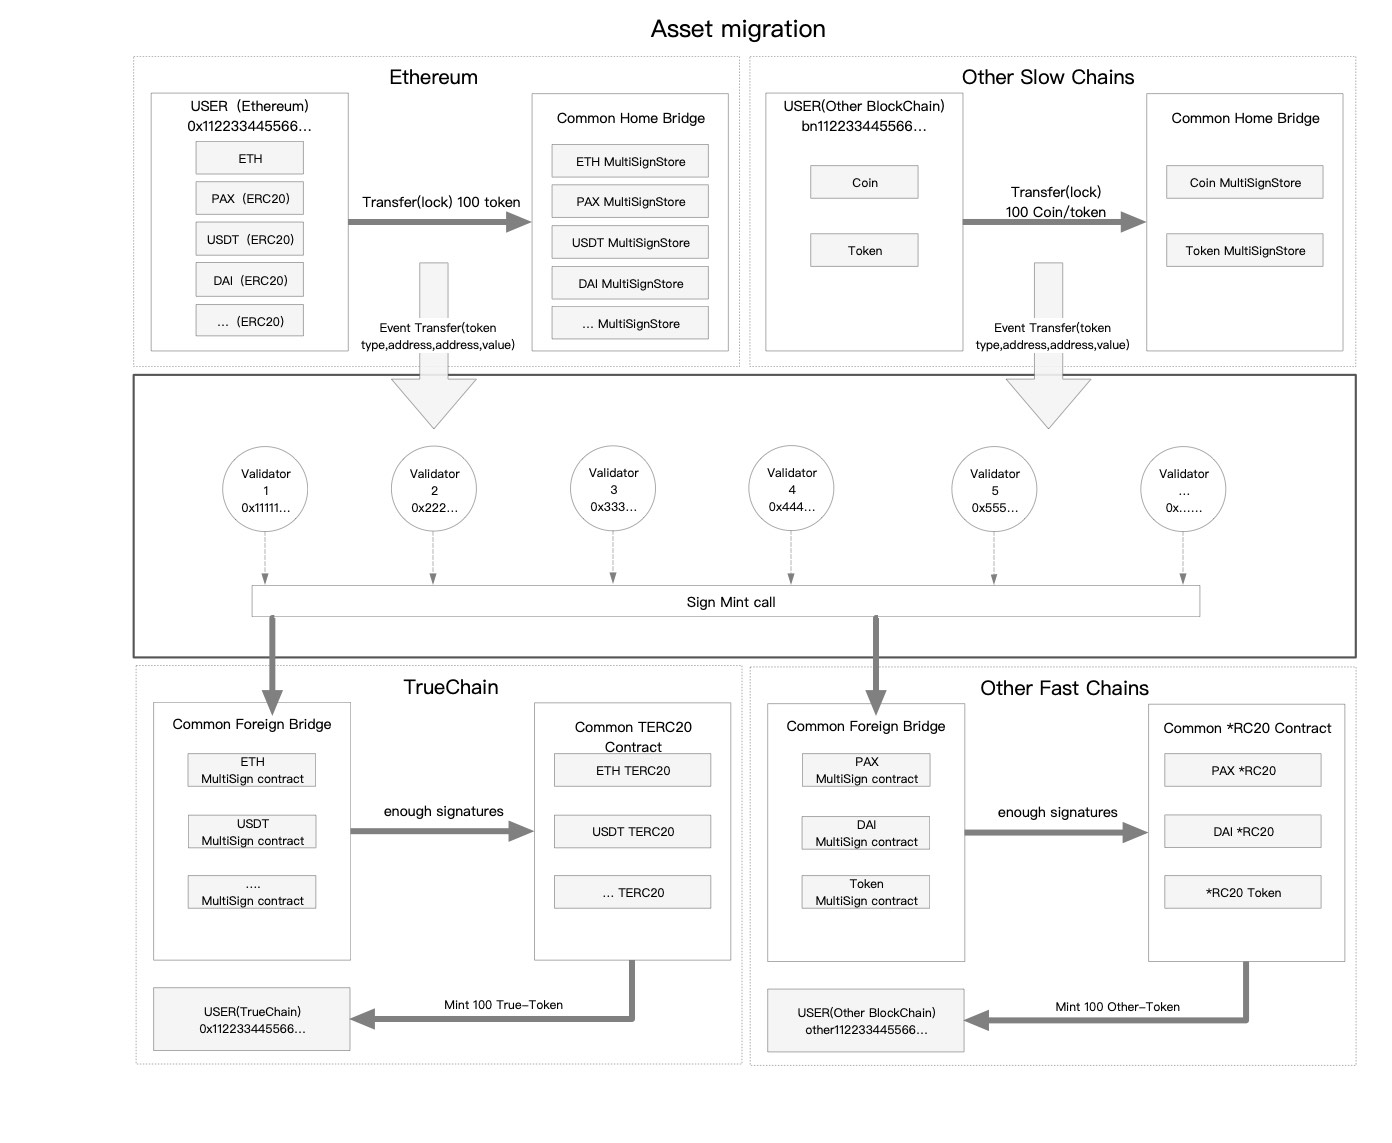 Asset migration
Ethereum
USER (Ethereum)
0x112233445566...
ETH
PAX (ERC20)
USDT (ERC20)
DAI (ERC20)
... (ERC20)
Transfer(lock) 100 token
Event Transfer(token
type,address,address,value)
Common Home Bridge
ETH MultiSignStore
PAX MultiSignStore
USDT MultiSignStore
DAI MultiSignStore
... MultiSignStore
Other Slow Chains
USER(Other BlockChain)
bn112233445566...
Coin
Token
Transfer(lock)
100 Coin/token
Event Transfer(token
type,address,address,value)
Common Home Bridge
Coin MultiSignStore
Token MultiSignStore
Validator
1
0x11111...
Validator
2
0x222...
Validator
3
0x333...
Validator
4
0x444...
Validator
5
0x555...
Validator
...
0x......
Sign Mint call
TrueChain
Common Foreign Bridge
ETH
MultiSign contract
USDT
MultiSign contract
....
MultiSign contract
enough signatures
Common TERC20
Contract
ETH TERC20
USDT TERC20
... TERC20
Mint 100 True-Token
USER(TrueChain)
0x112233445566...
Other Fast Chains
Common Foreign Bridge
PAX
MultiSign contract
DAI
MultiSign contract
Token
MultiSign contract
enough signatures
Common *RC20 Contract
PAX *RC20
DAI *RC20
*RC20 Token
Mint 100 Other-Token
USER(Other BlockChain)
other112233445566...